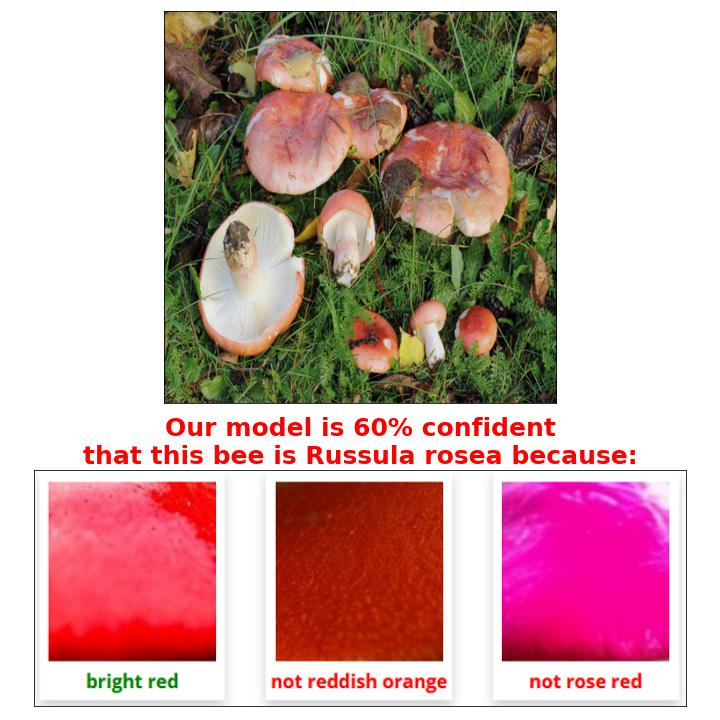 Our model is 60% confident
that this bee is Russula rosea because:
bright red
not reddish orange
not rose red